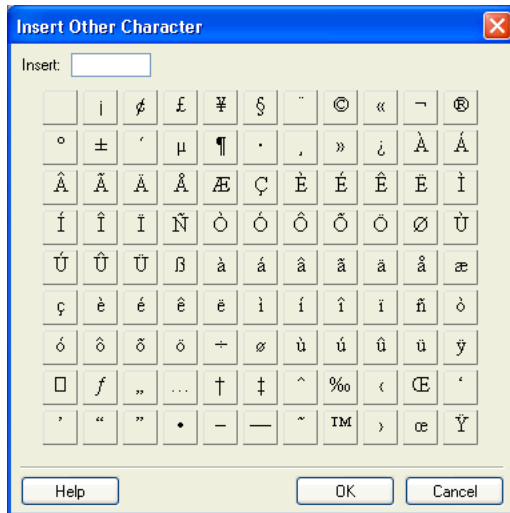 Insert Other Character
Insert:
¡ ¢ £ ¥ § ¨ © « ¬ ®
° ± ´ µ ¶ · ¸ » ¿ À Á
Â Ã Ä Å Æ Ç È É Ê Ë Ì
Í Î Ï Ñ Ò Ó Ô Õ Ö Ø Ù
Ú Û Ü ß à á â ã ä å æ
ç è é ê ë ì í î ï ñ ò
ó ô õ ö ÷ ø ù ú û ü ÿ
□ ƒ „ … † ‡ ˆ ‰ ‹ Œ ‘
’ “ ” • – — ˜ ™ › œ Ÿ
Help OK Cancel